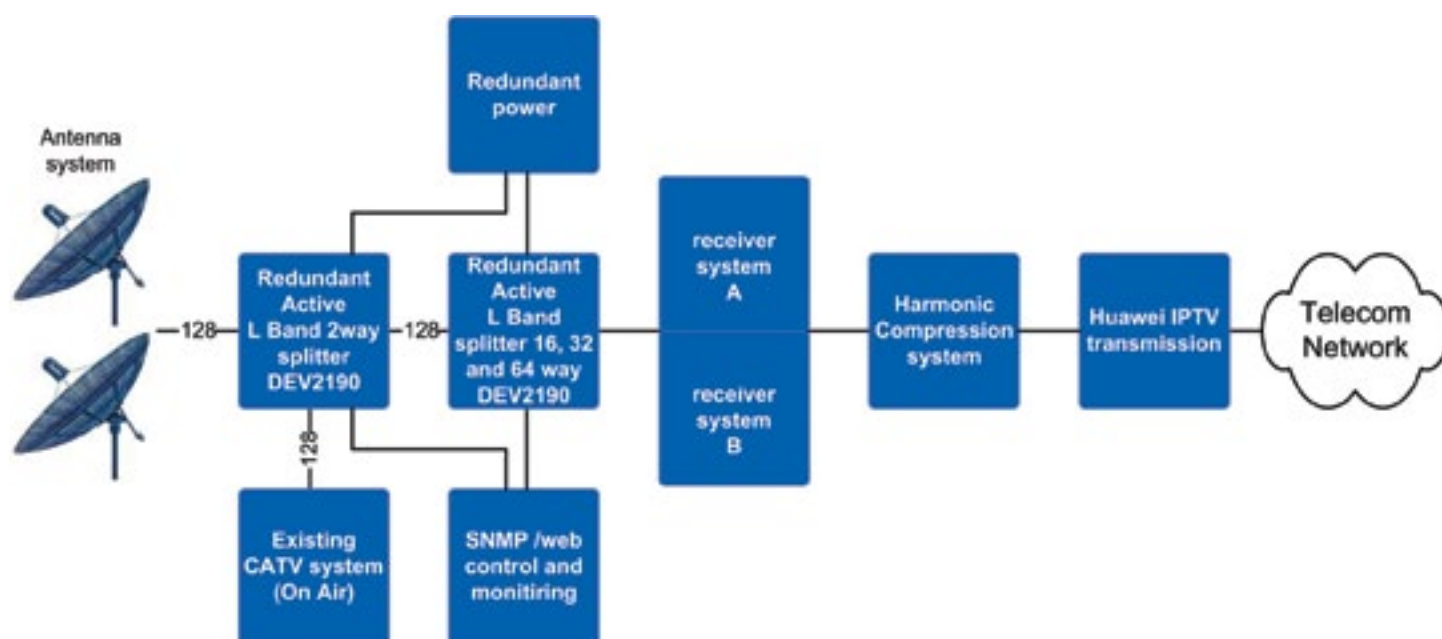 Redundant
power
Antenna
system
128
Redundant
Active
L Band 2way
splitter
DEV2190
128
Redundant
Active
L Band
splitter 16, 32
and 64 way
DEV2190
receiver
system
A
receiver
system
B
Harmonic
Compression
system
Huawei IPTV
transmission
Telecom
Network
128
Existing
CATV system
(On Air)
SNMP /web
control and
monitiring